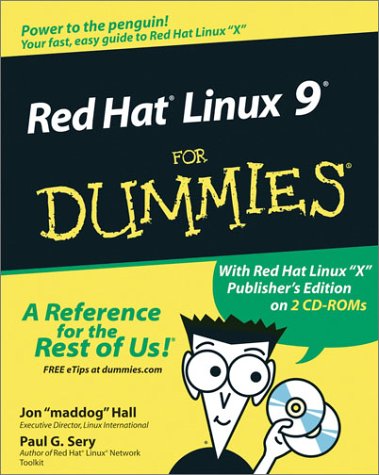 Power to the penguin!
Your fast, easy guide to Red Hat Linux "X"
Red Hat® Linux 9®
FOR
DUMMIES®
With Red Hat Linux "X"
Publisher's Edition
on 2 CD-ROMs
A Reference
for the
Rest of Us!®
FREE eTips at dummies.com
Jon "maddog" Hall
Executive Director, Linux International
Paul G. Sery
Author of Red Hat® Linux® Network
Toolkit